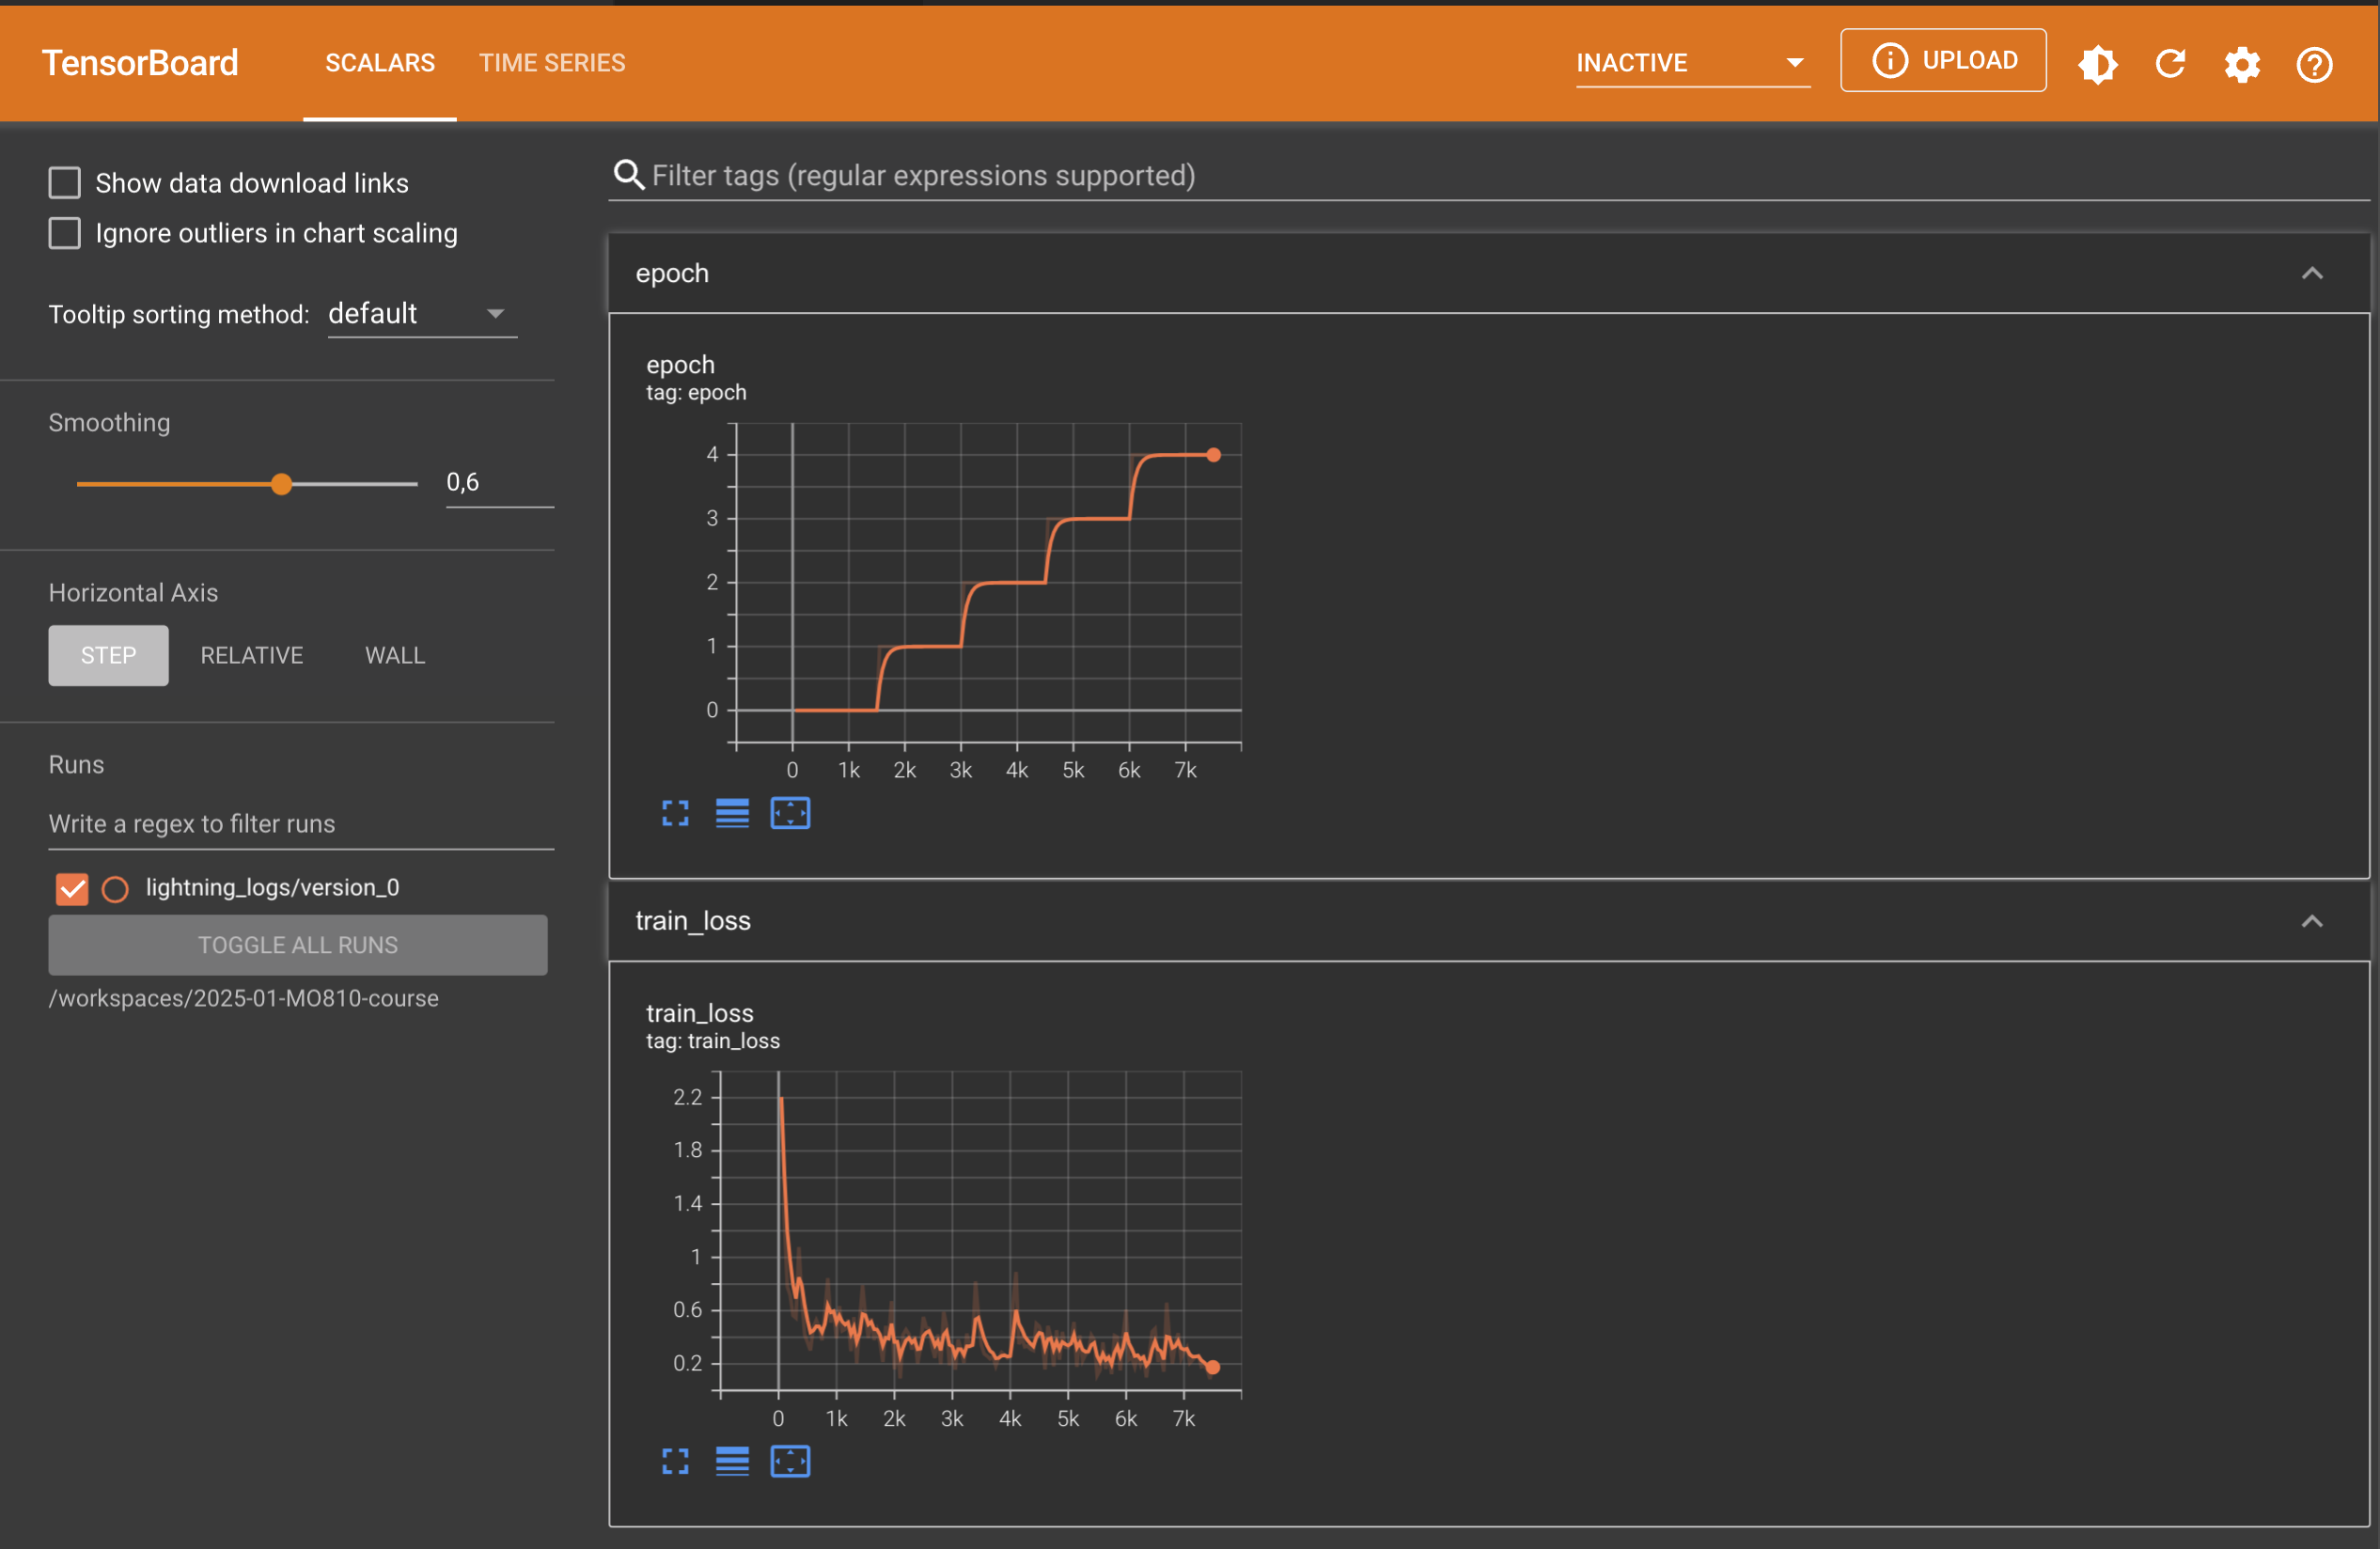 TensorBoard
SCALARS
TIME SERIES
INACTIVE
UPLOAD
Show data download links
Ignore outliers in chart scaling
Tooltip sorting method: default
Smoothing
0,6
Horizontal Axis
STEP
RELATIVE
WALL
Runs
Write a regex to filter runs
lightning_logs/version_0
TOGGLE ALL RUNS
/workspaces/2025-01-MO810-course
Filter tags (regular expressions supported)
epoch
epoch
tag: epoch
4
3
2
1
0
0 1k 2k 3k 4k 5k 6k 7k
train_loss
train_loss
tag: train_loss
2.2
1.8
1.4
1
0.6
0.2
0 1k 2k 3k 4k 5k 6k 7k